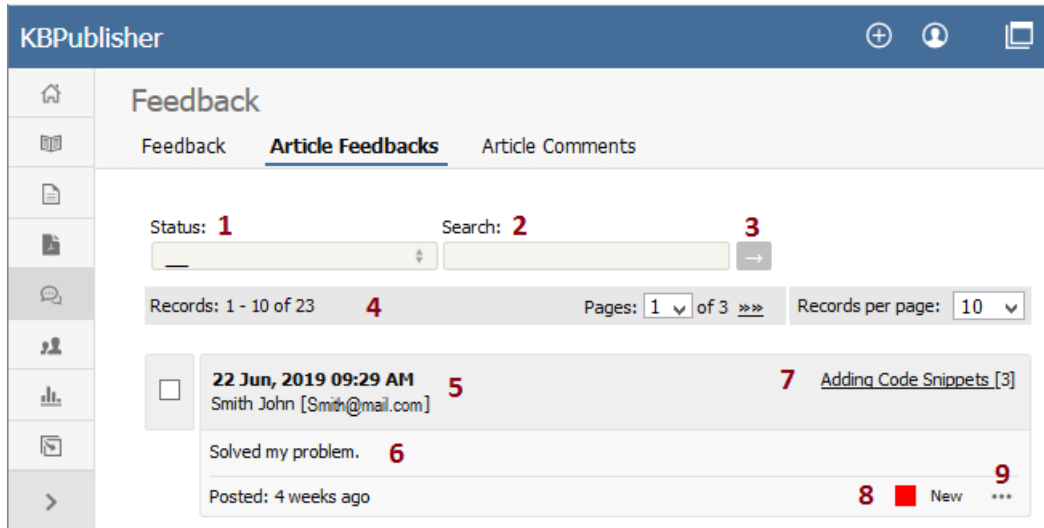 KBPublisher
Feedback
Feedback Article Feedbacks Article Comments
Status: 1 Search: 2 3
__ →
Records: 1 - 10 of 23 4 Pages: 1 of 3 »» Records per page: 10
22 Jun, 2019 09:29 AM 5 7 Adding Code Snippets [3]
Smith John [Smith@mail.com]
Solved my problem. 6
9
Posted: 4 weeks ago 8 New ...